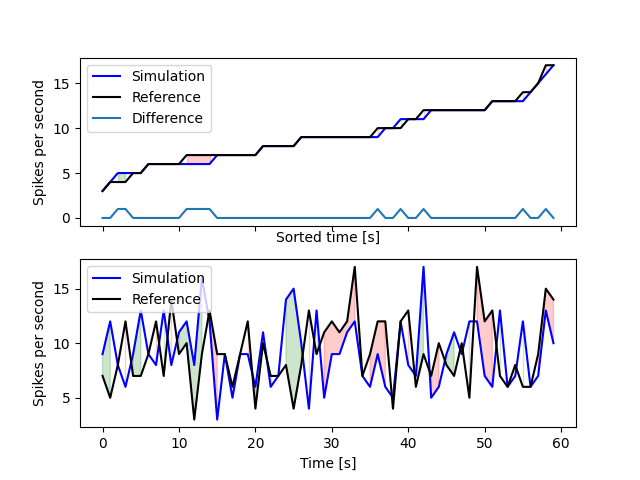 Spikes per second
15
10
5
0
Simulation
Reference
Difference
Sorted time [s]
Spikes per second
15
10
5
Simulation
Reference
0 10 20 30 40 50 60
Time [s]